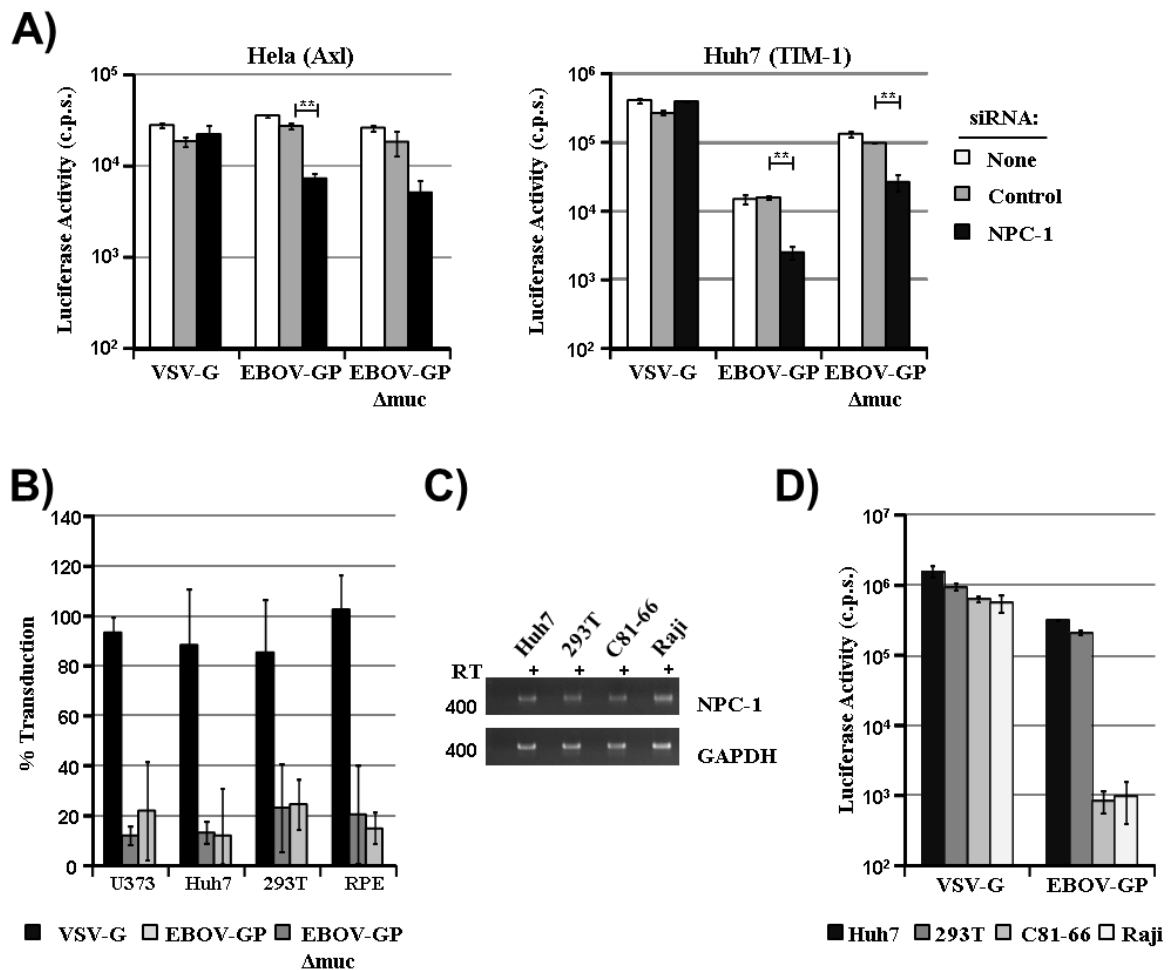 A)
Hela (Axl)
Luciferase Activity (c.p.s.)
10^5
10^4
10^3
10^2
**
VSV-G
EBOV-GP
EBOV-GP
Δmuc
Huh7 (TIM-1)
Luciferase Activity (c.p.s.)
10^6
10^5
10^4
10^3
10^2
**
**
VSV-G
EBOV-GP
EBOV-GP
Δmuc
siRNA:
None
Control
NPC-1
B)
% Transduction
140
120
100
80
60
40
20
0
U373
Huh7
293T
RPE
VSV-G
EBOV-GP
EBOV-GP
Δmuc
C)
Huh7
293T
C81-66
Raji
RT + + + +
400
NPC-1
400
GAPDH
D)
Luciferase Activity (c.p.s.)
10^7
10^6
10^5
10^4
10^3
10^2
VSV-G
EBOV-GP
Huh7
293T
C81-66
Raji